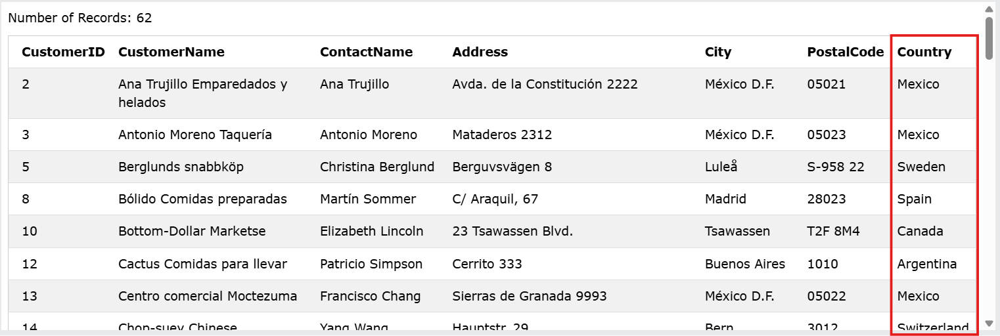 Number of Records: 62
CustomerID CustomerName ContactName Address City PostalCode Country
2 Ana Trujillo Emparedados y helados Ana Trujillo Avda. de la Constitución 2222 México D.F. 05021 Mexico
3 Antonio Moreno Taquería Antonio Moreno Mataderos 2312 México D.F. 05023 Mexico
5 Berglunds snabbköp Christina Berglund Berguvsvägen 8 Luleå S-958 22 Sweden
8 Bólido Comidas preparadas Martín Sommer C/ Araquil, 67 Madrid 28023 Spain
10 Bottom-Dollar Marketse Elizabeth Lincoln 23 Tsawassen Blvd. Tsawassen T2F 8M4 Canada
12 Cactus Comidas para llevar Patricio Simpson Cerrito 333 Buenos Aires 1010 Argentina
13 Centro comercial Moctezuma Francisco Chang Sierras de Granada 9993 México D.F. 05022 Mexico
14 Chop-suey Chinese Yang Wang Hauptstr. 29 Bern 3012 Switzerland